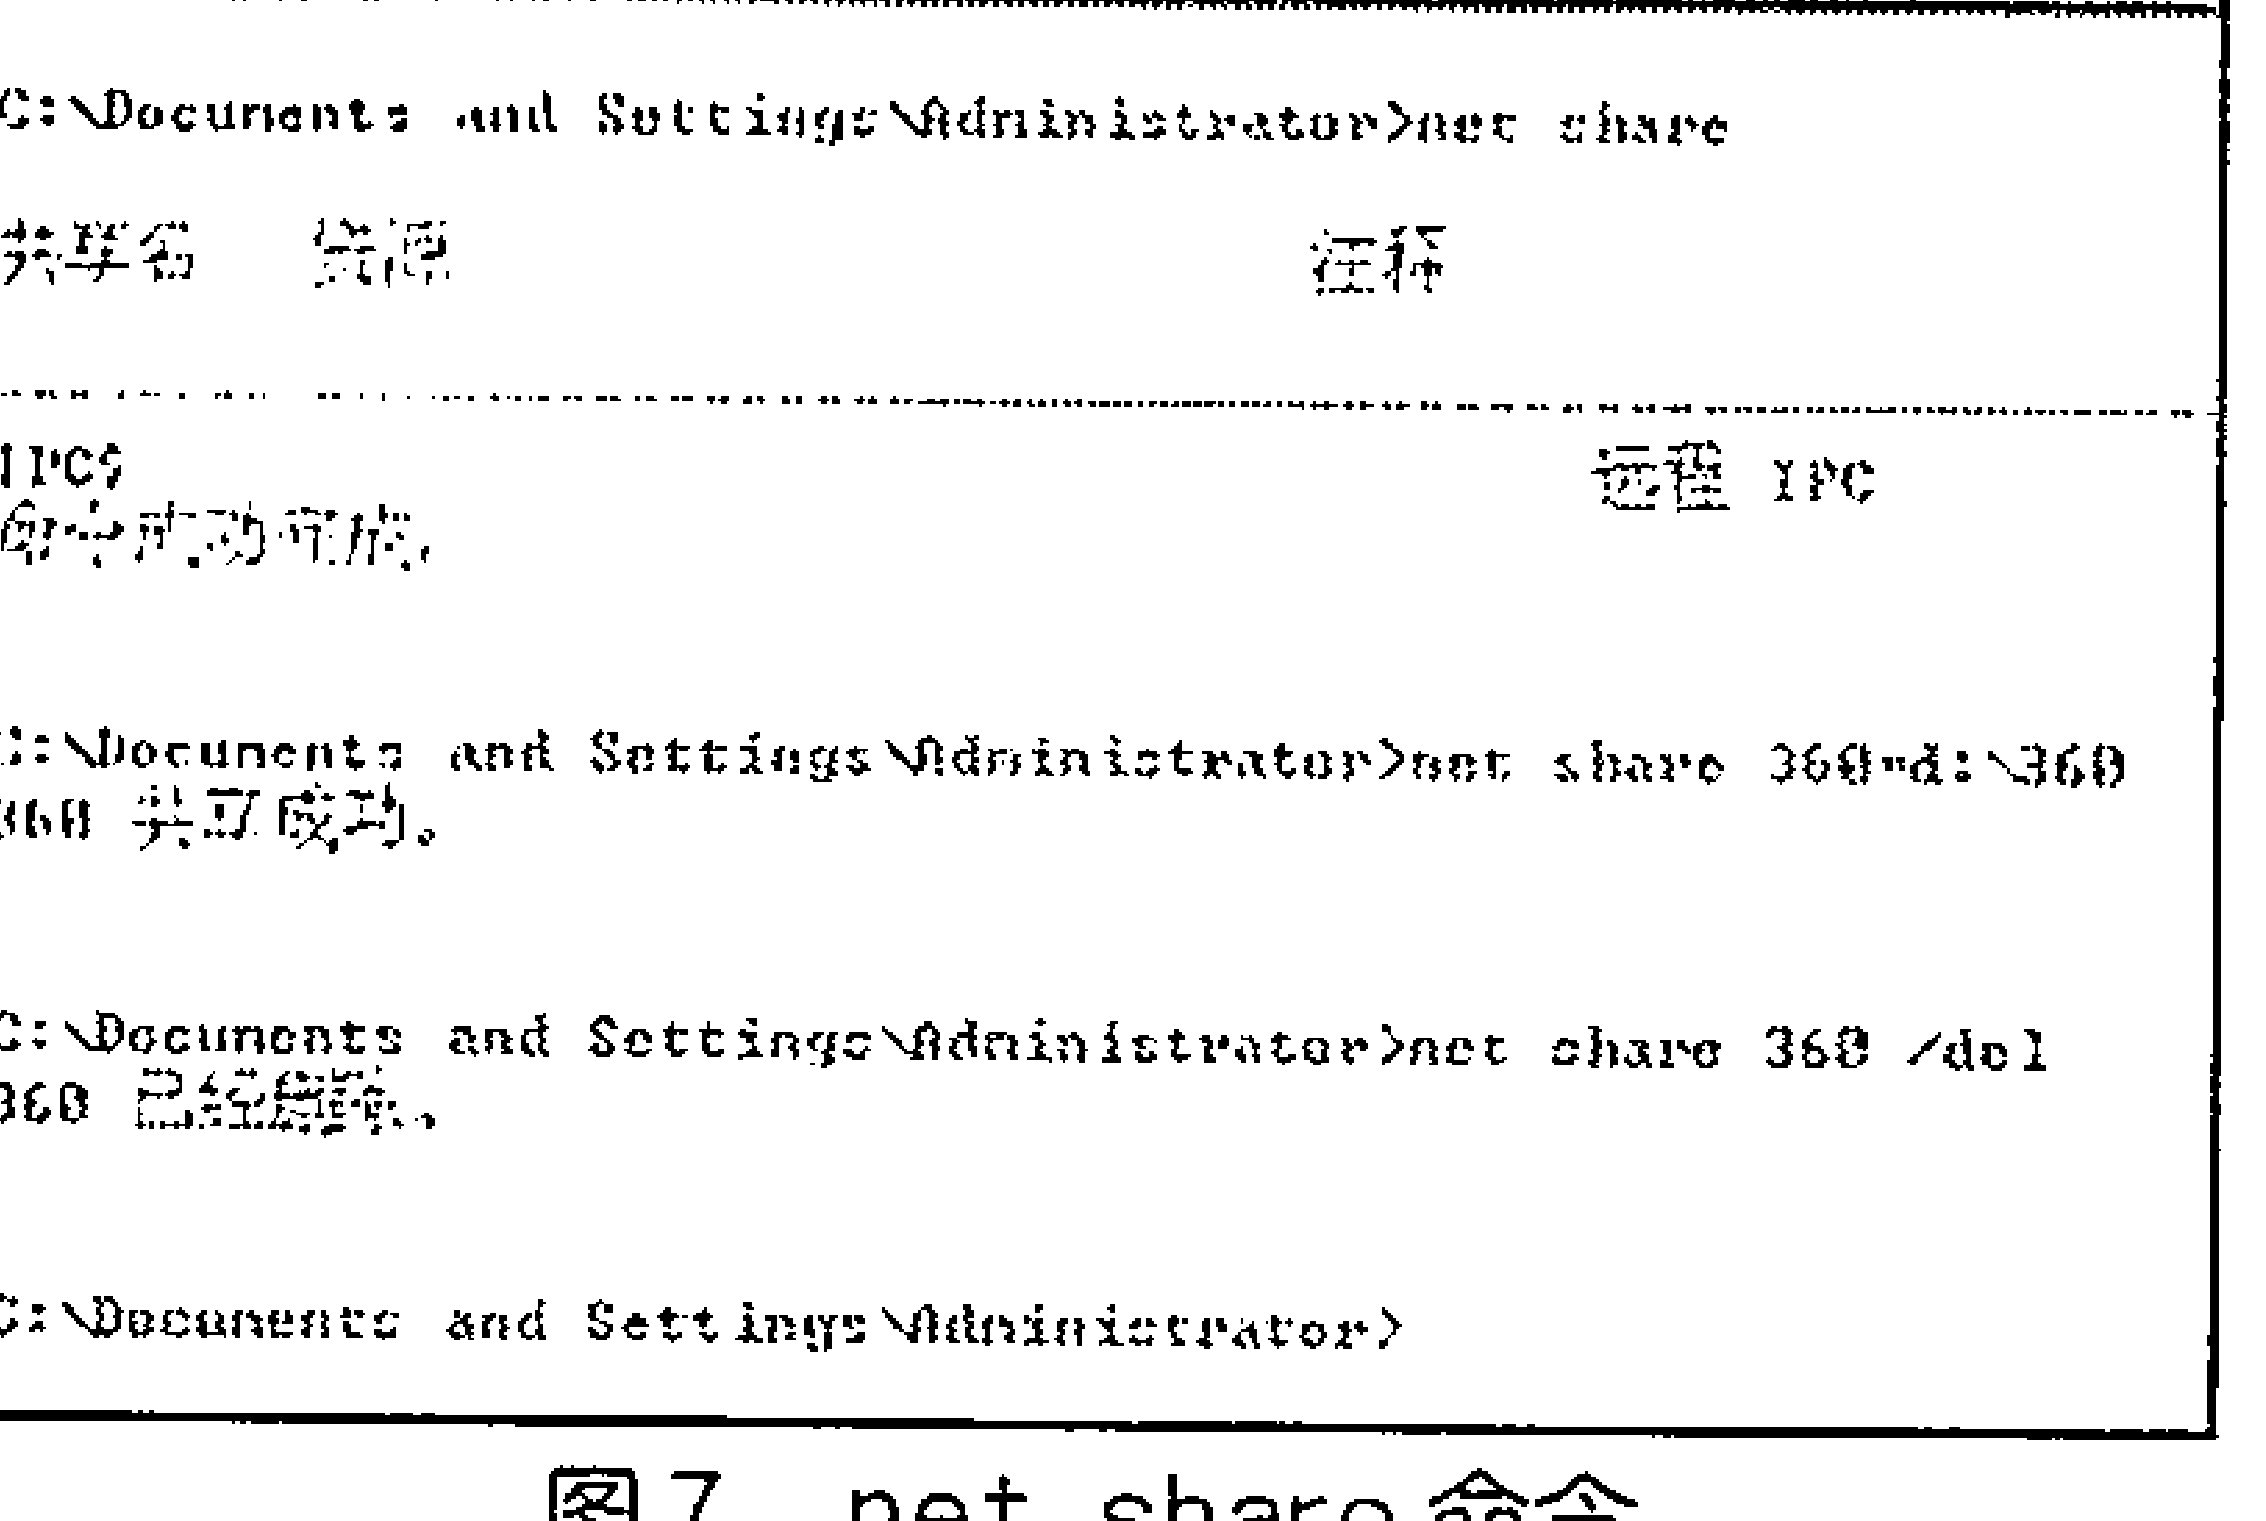 C:\Documents and Settings\Administrator>net share
共享名 资源 注释
IPC$ 远程 IPC
命令成功完成。
C:\Documents and Settings\Administrator>net share 360=d:\360
360 共享成功。
C:\Documents and Settings\Administrator>net share 360 /del
360 已经删除。
C:\Documents and Settings\Administrator>
图7 net share命令